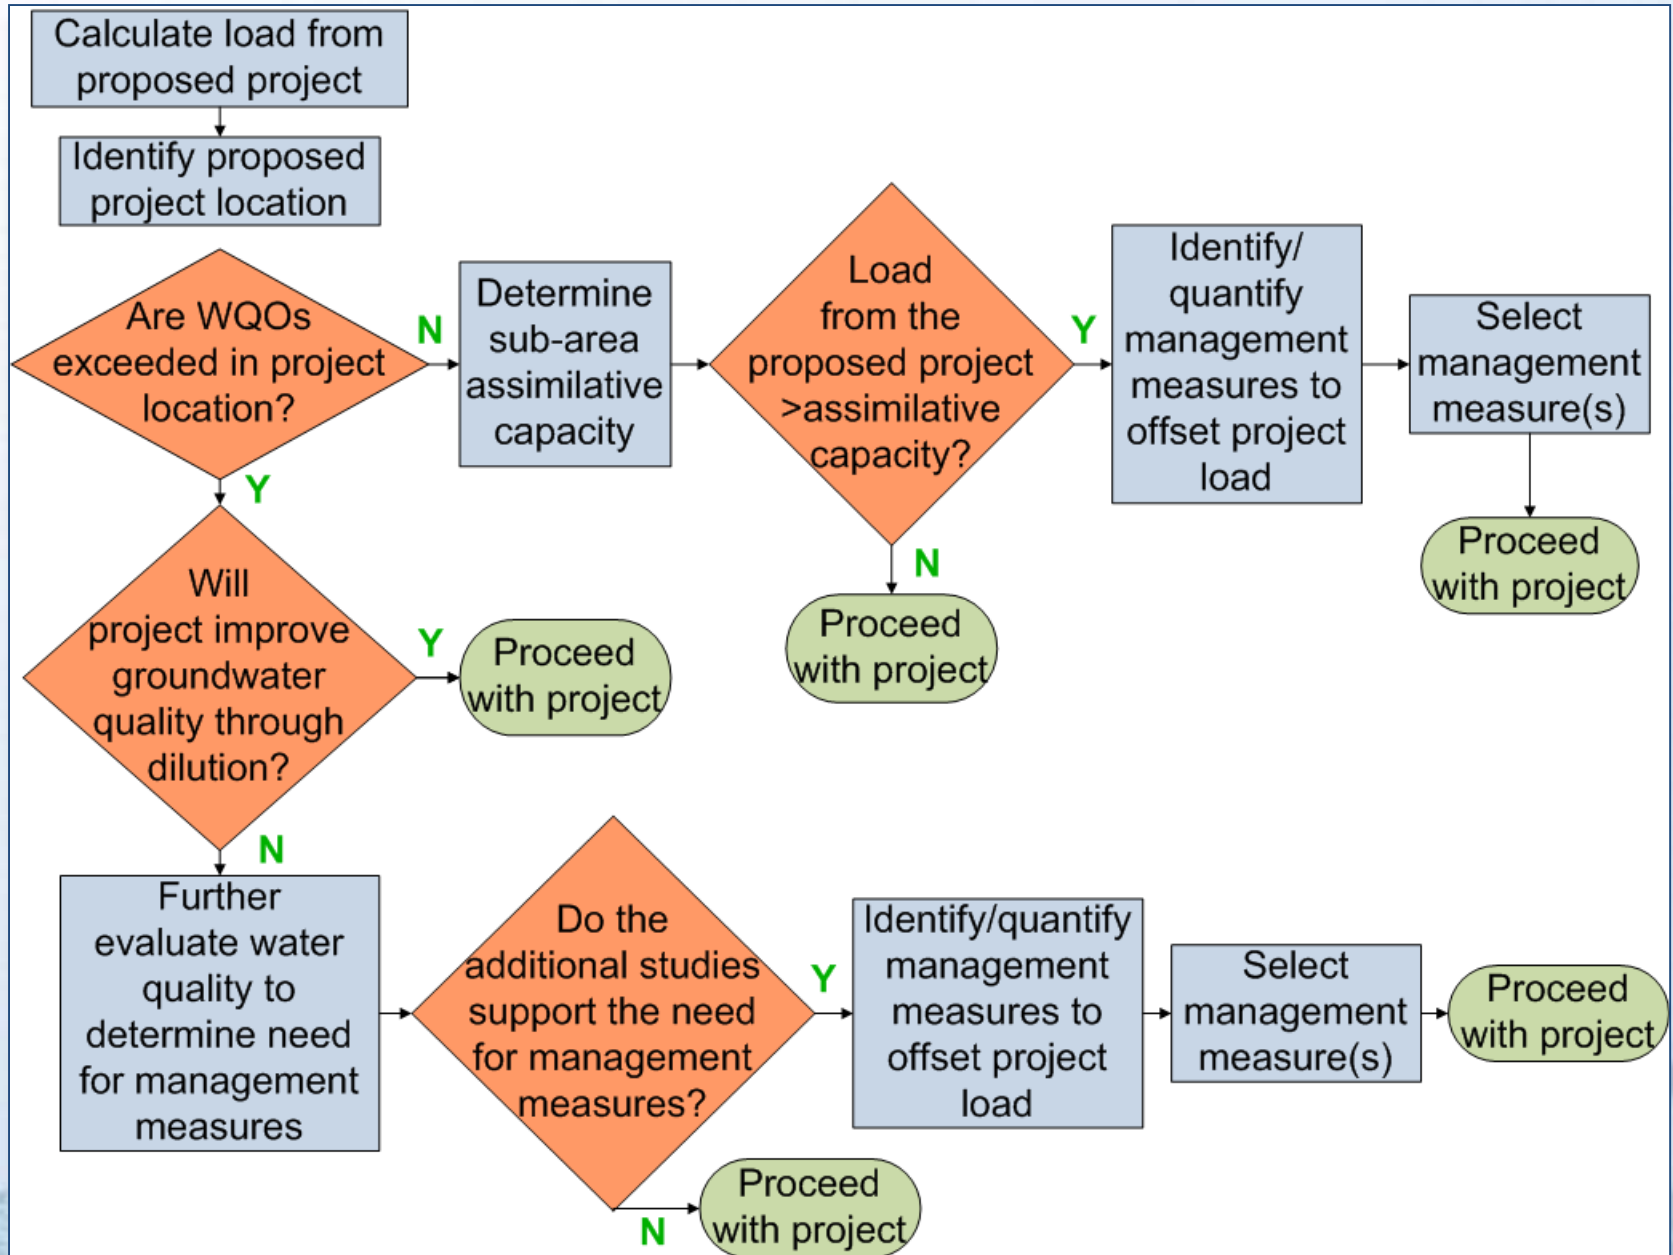 Calculate load from
proposed project
Identify proposed
project location
Are WQOs
exceeded in project
location?
N
Determine
sub-area
assimilative
capacity
Load
from the
proposed project
>assimilative
capacity?
Y
Identify/
quantify
management
measures to
offset project
load
Select
management
measure(s)
Proceed
with project
N
Proceed
with project
Y
Will
project improve
groundwater
quality through
dilution?
Y
Proceed
with project
N
Further
evaluate water
quality to
determine need
for management
measures
Do the
additional studies
support the need
for management
measures?
Y
Identify/quantify
management
measures to
offset project
load
Select
management
measure(s)
Proceed
with project
N
Proceed
with project